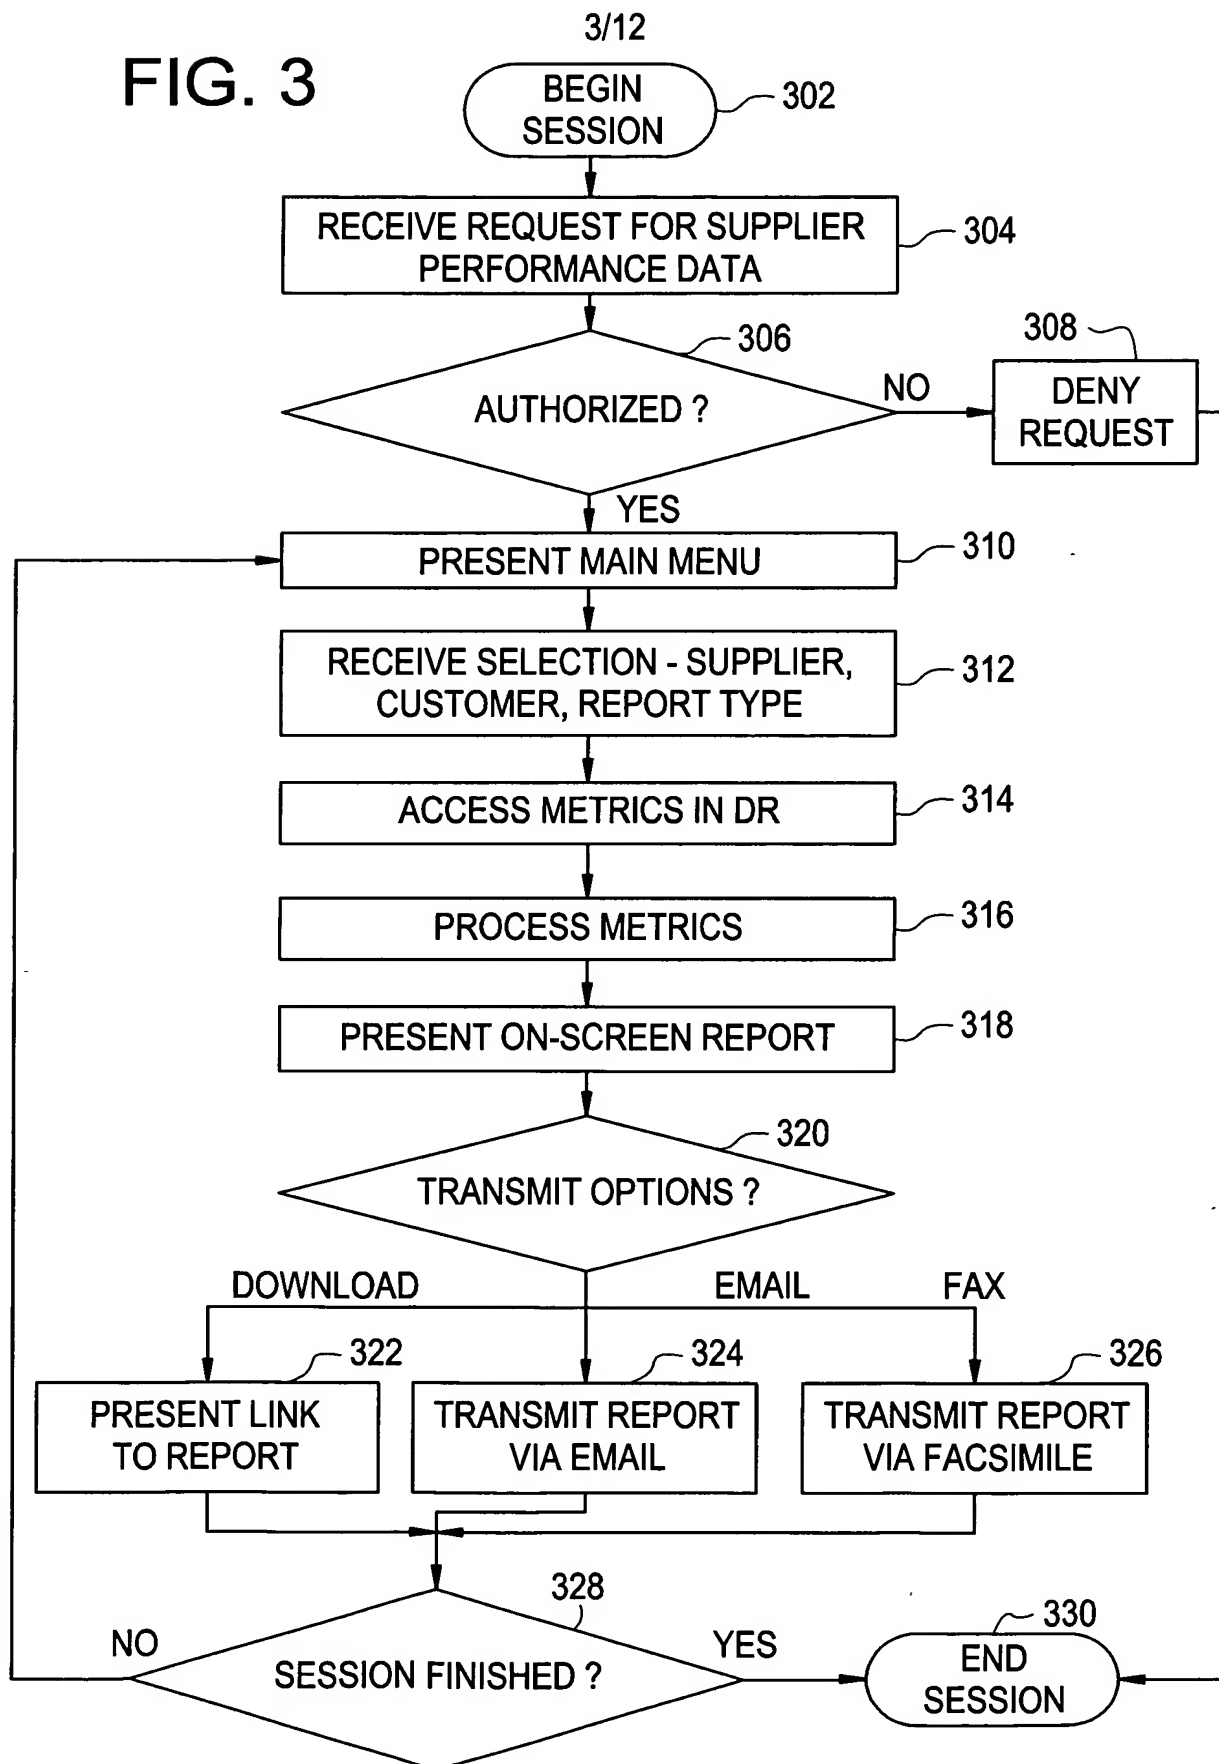 3/12
FIG. 3
BEGIN
SESSION
302
RECEIVE REQUEST FOR SUPPLIER
PERFORMANCE DATA
304
306
AUTHORIZED ?
NO
308
DENY
REQUEST
YES
PRESENT MAIN MENU
310
RECEIVE SELECTION - SUPPLIER,
CUSTOMER, REPORT TYPE
312
ACCESS METRICS IN DR
314
PROCESS METRICS
316
PRESENT ON-SCREEN REPORT
318
320
TRANSMIT OPTIONS ?
DOWNLOAD
EMAIL
FAX
322
PRESENT LINK
TO REPORT
324
TRANSMIT REPORT
VIA EMAIL
326
TRANSMIT REPORT
VIA FACSIMILE
328
NO
SESSION FINISHED ?
YES
330
END
SESSION